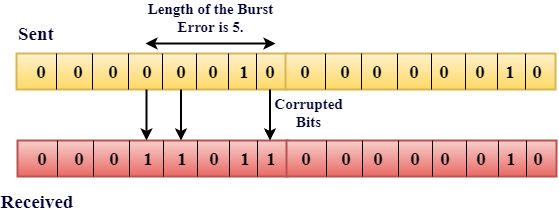 Length of the Burst
Error is 5.
Sent
0 0 0 0 0 0 1 0 0 0 0 0 0 0 1 0
Corrupted
Bits
0 0 0 1 1 0 1 1 0 0 0 0 0 0 1 0
Received